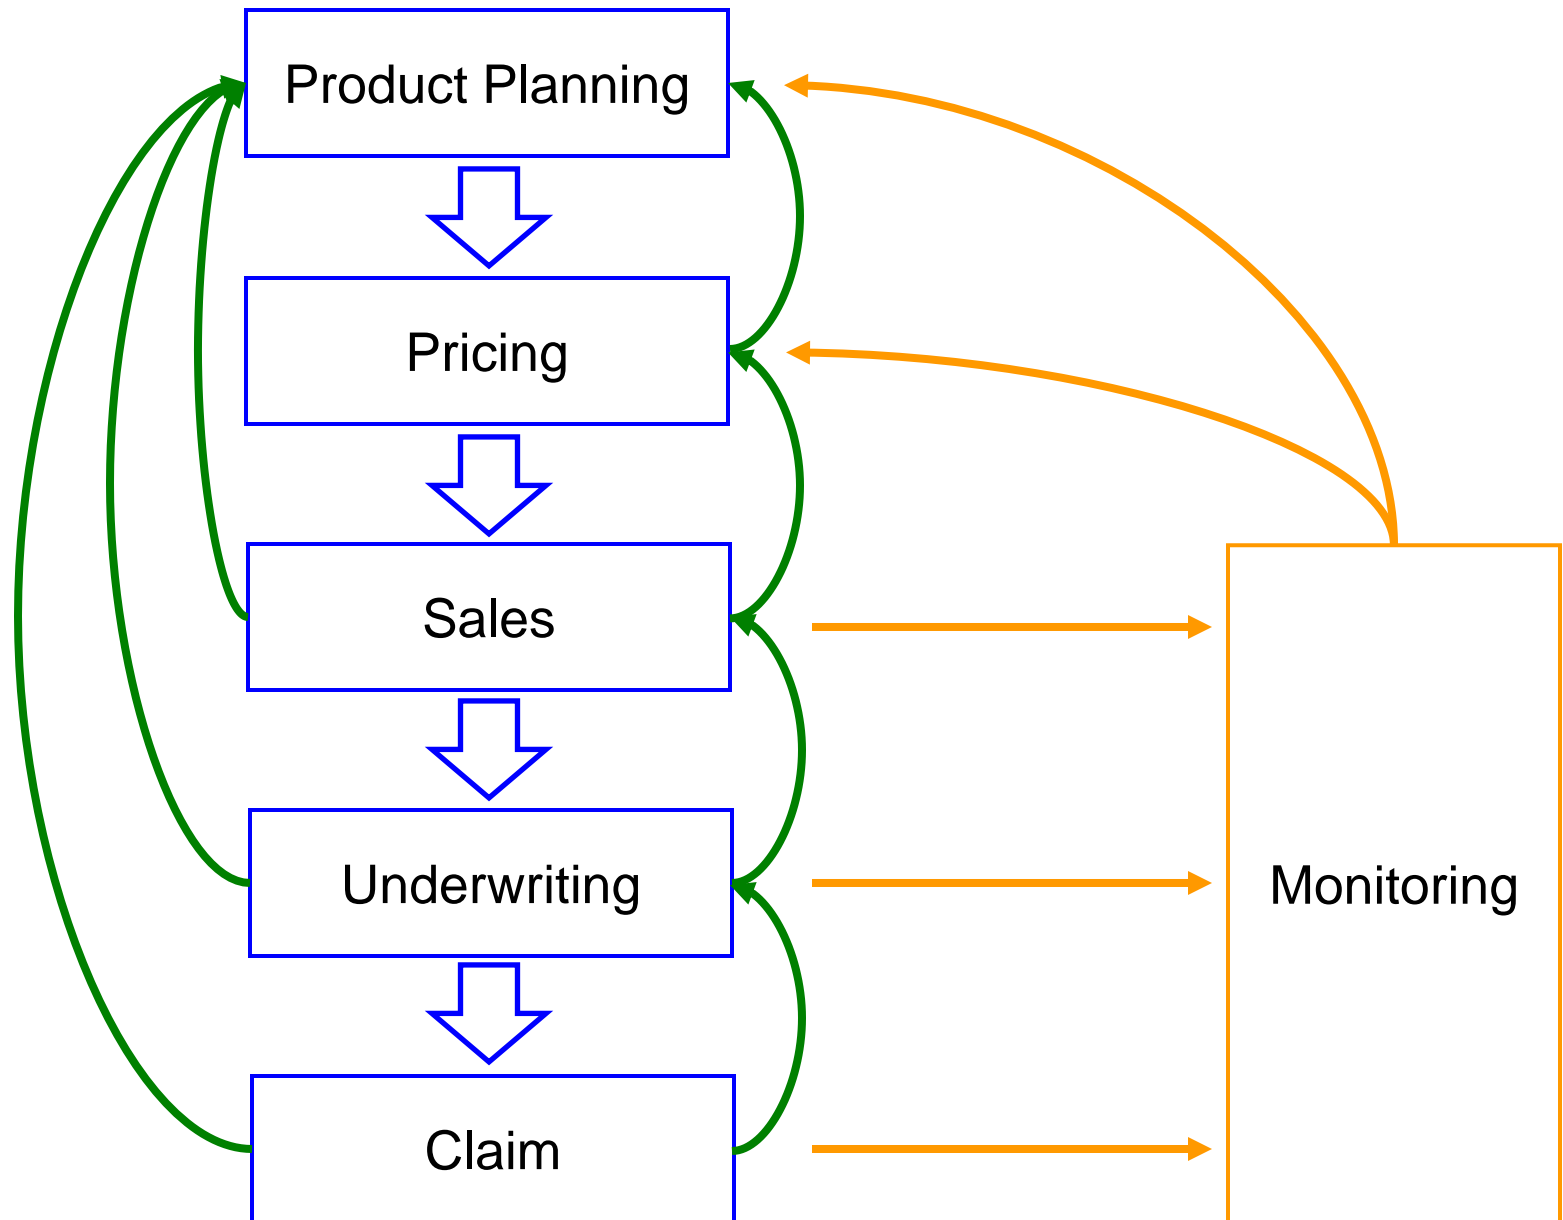 Product Planning
Pricing
Sales
Underwriting
Monitoring
Claim